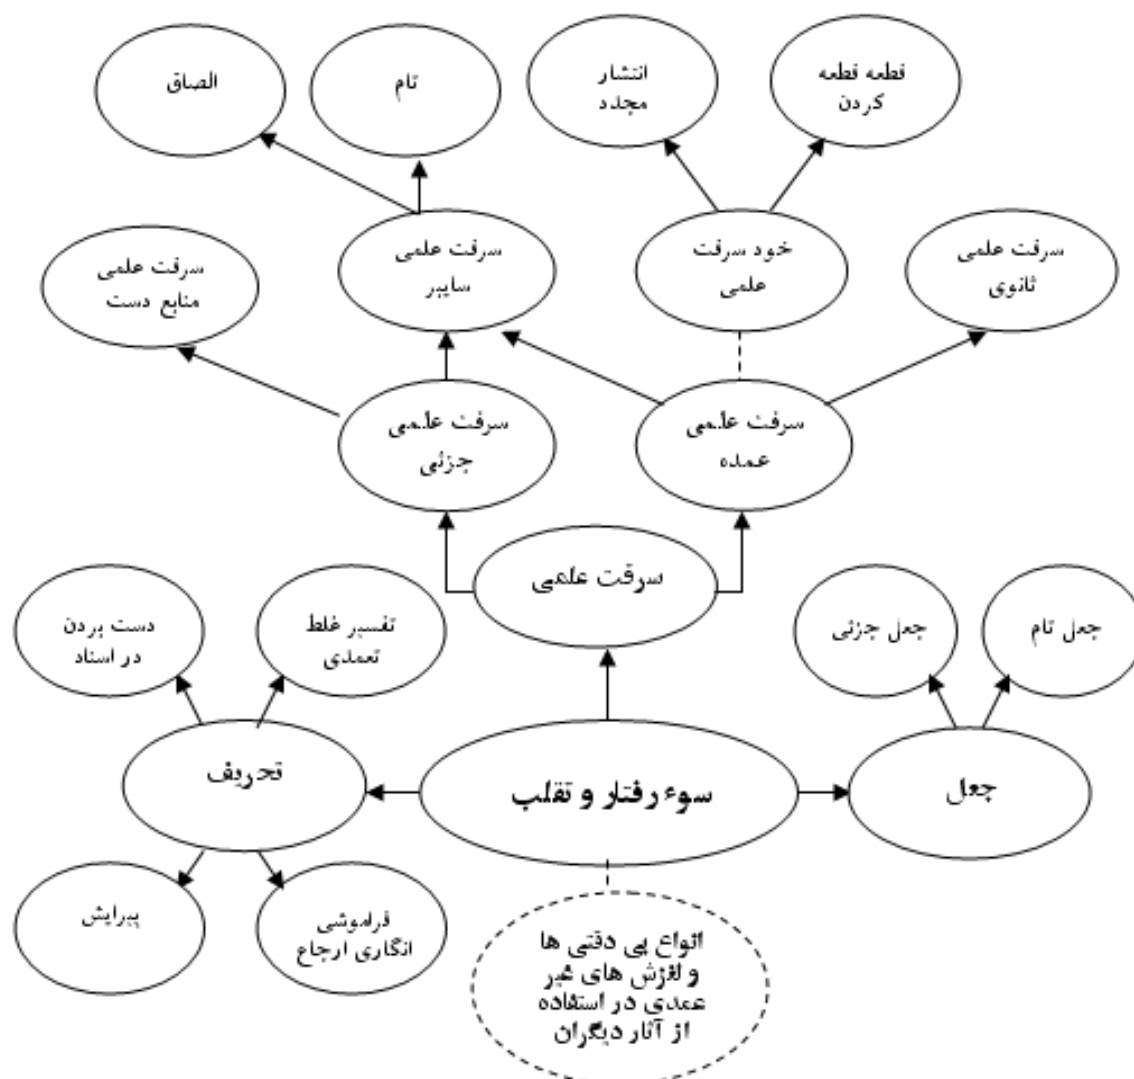 قطعه قطعه
کردن
انتشار
مجدد
تام
الصاق
سرقت علمی
ثانوی
خود سرقت
علمی
سرقت علمی
سایبر
سرقت علمی
منابع دست
سرقت علمی
عمده
سرقت علمی
جزئی
سرقت علمی
جعل تام
جعل جزئی
تفسیر غلط
تعمدی
دست بردن
در اسناد
جعل
سوء رفتار و تقلب
تحریف
فراموشی
انگاری ارجاع
پیرایش
انواع بی دقتی ها
و لغزش های غیر
عمدی در استفاده
از آثار دیگران